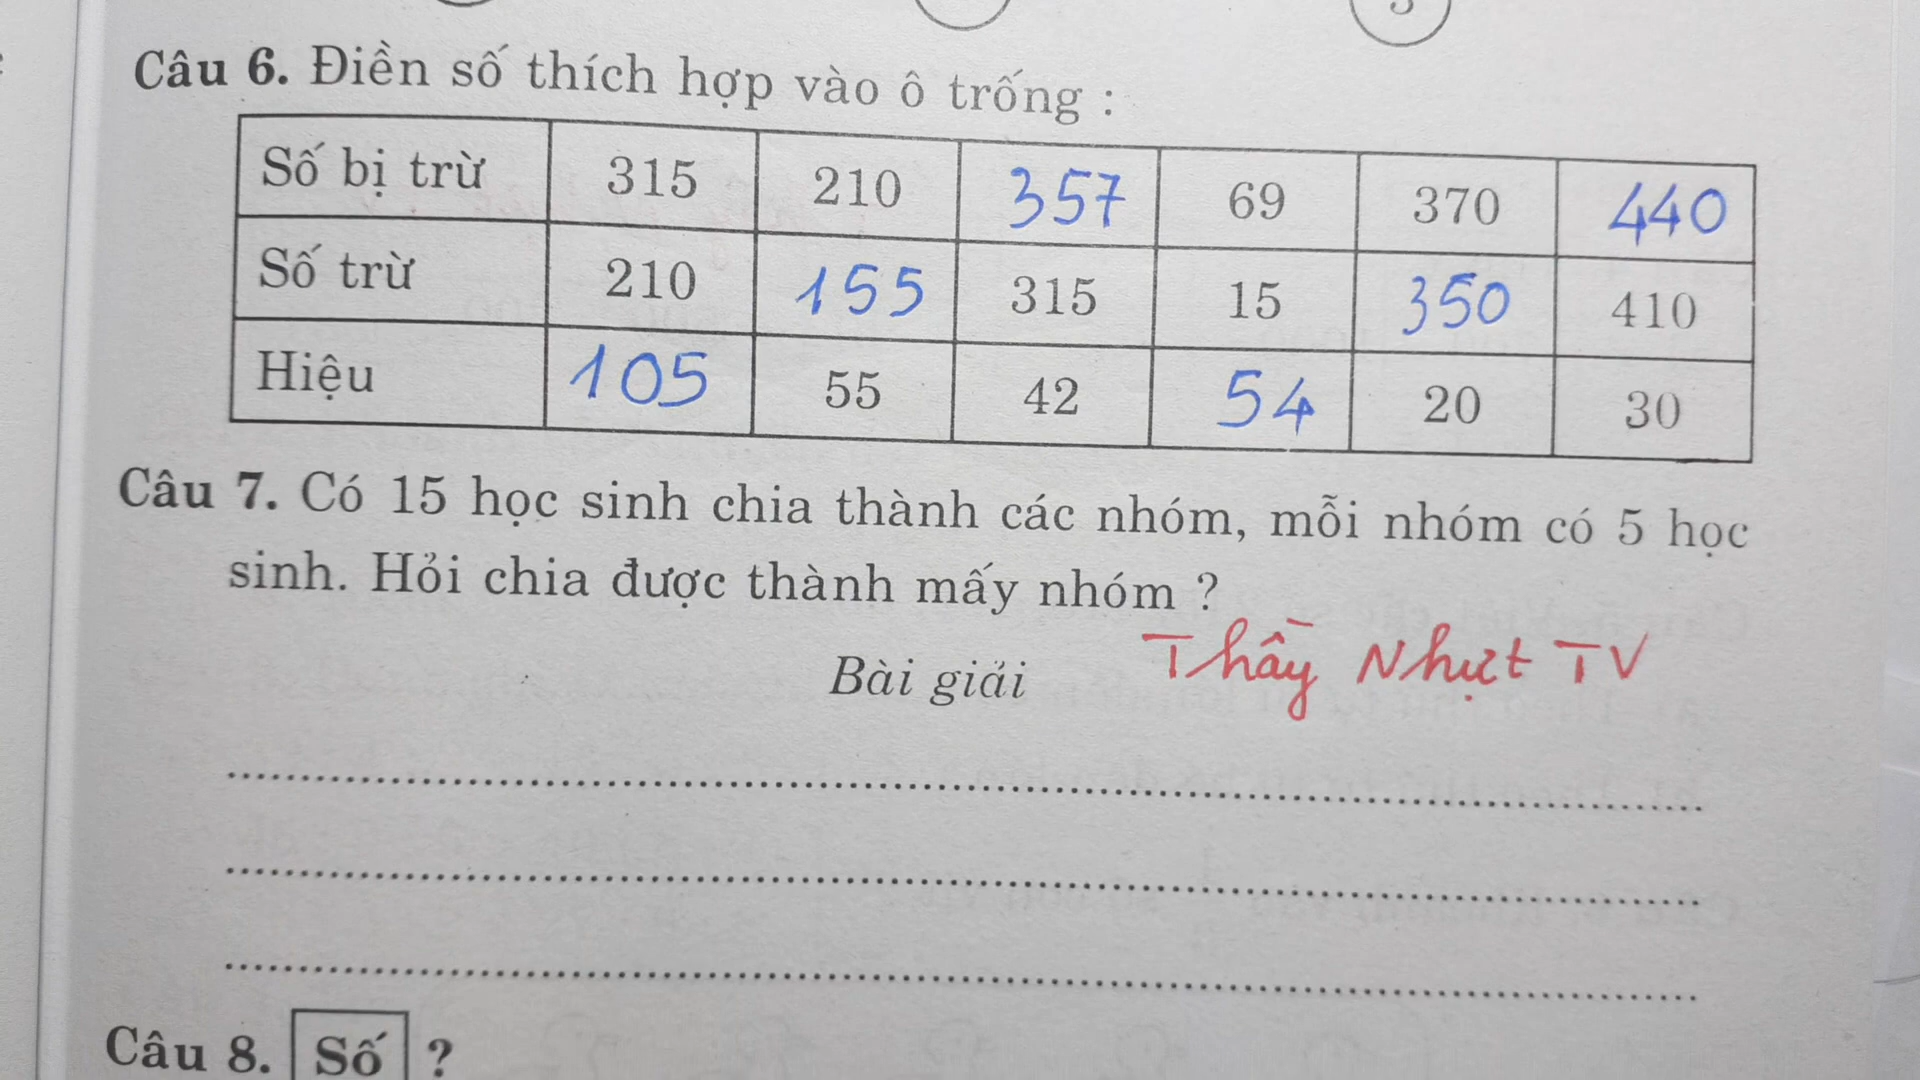 Câu 6. Điền số thích hợp vào ô trống :
Số bị trừ 315 210 357 69 370 440
Số trừ 210 155 315 15 350 410
Hiệu 105 55 42 54 20 30
Câu 7. Có 15 học sinh chia thành các nhóm, mỗi nhóm có 5 học
sinh. Hỏi chia được thành mấy nhóm ?
Bài giải Thầy Nhựt TV
Câu 8. Số ?